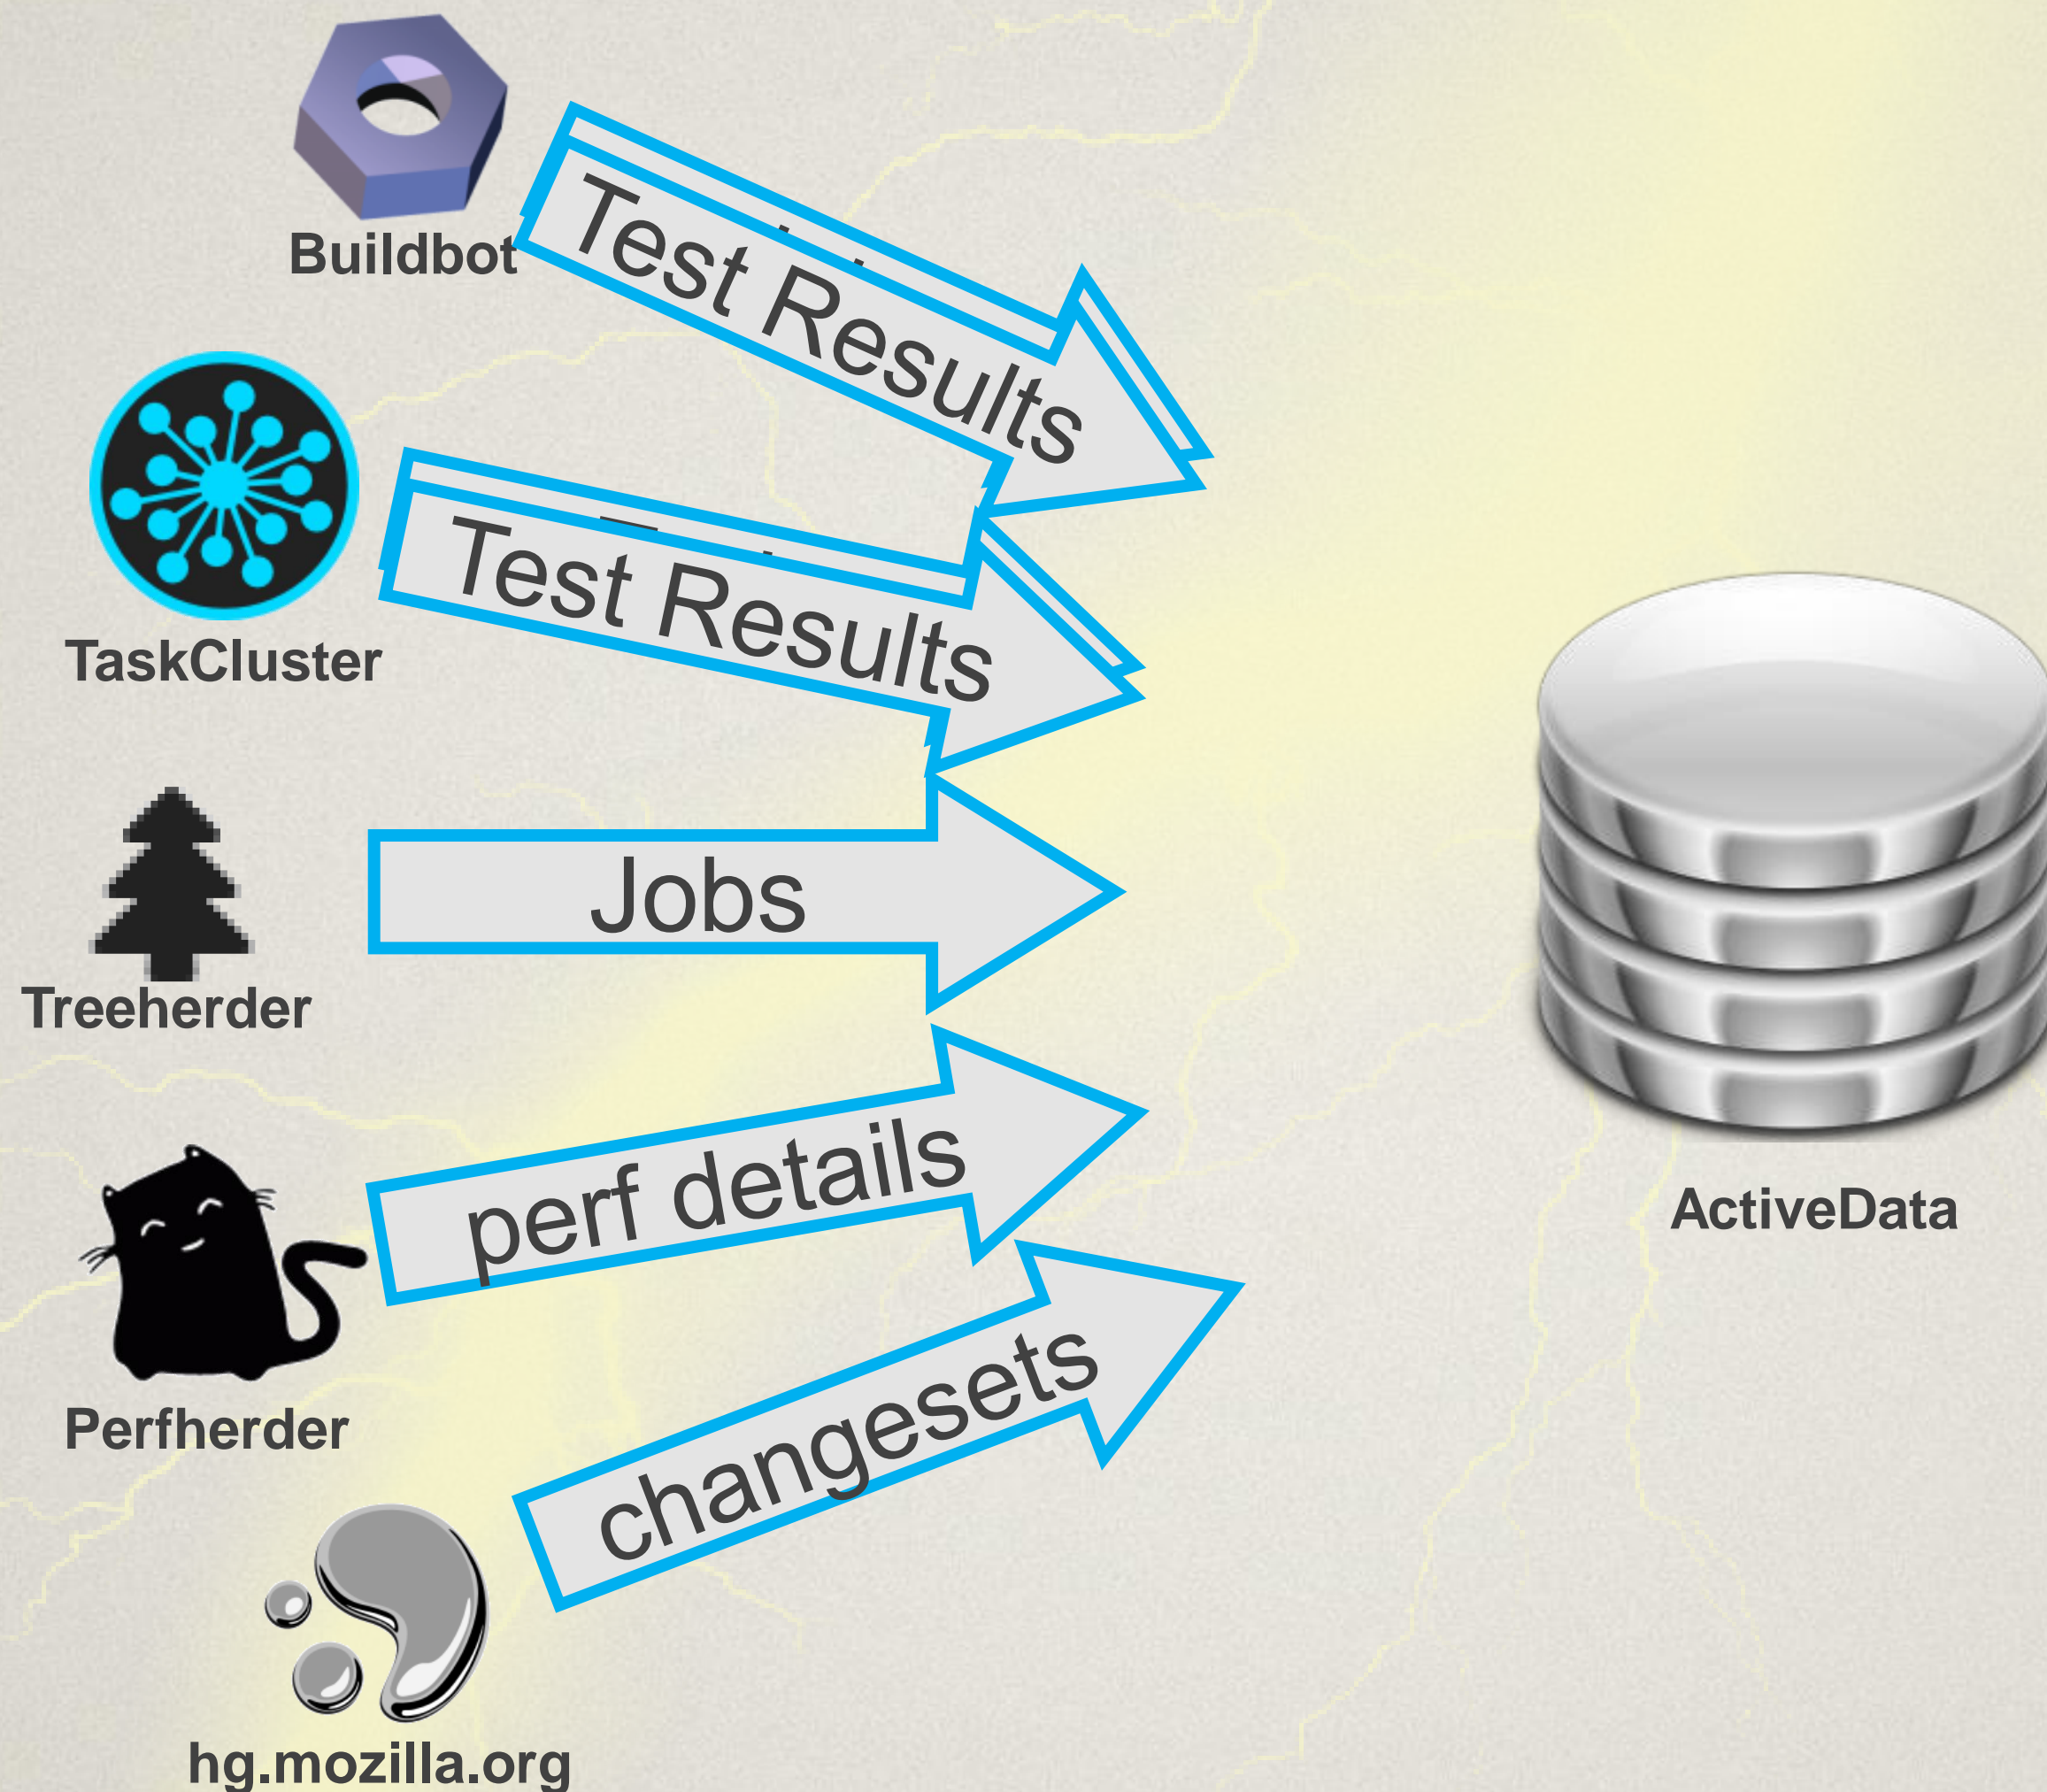 Buildbot
Test Results
TaskCluster
Test Results
Treeherder
Jobs
Perfherder
perf details
hg.mozilla.org
changesets
ActiveData